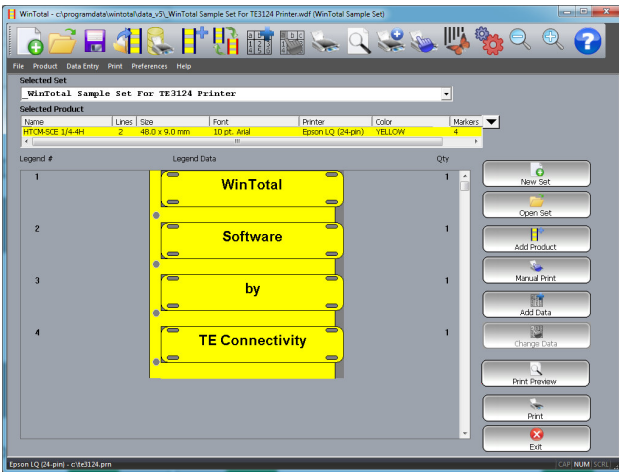 WinTotal - c:\programdata\wintotal\data_v5\_WinTotal Sample Set For TE3124 Printer.wdf (WinTotal Sample Set)
File Product Data Entry Print Preferences Help
Selected Set
_WinTotal Sample Set For TE3124 Printer
Selected Product
Name Lines Size Font Printer Color Markers
HTCM-SCE 1/4-4H 2 48.0 x 9.0 mm 10 pt. Arial Epson LQ (24-pin) YELLOW 4
Legend # Legend Data Qty
1 WinTotal 1
2 Software 1
3 by 1
4 TE Connectivity 1
New Set
Open Set
Add Product
Manual Print
Add Data
Change Data
Print Preview
Print
Exit
Epson LQ (24-pin) - c:\te3124.prn CAP NUM SCRL